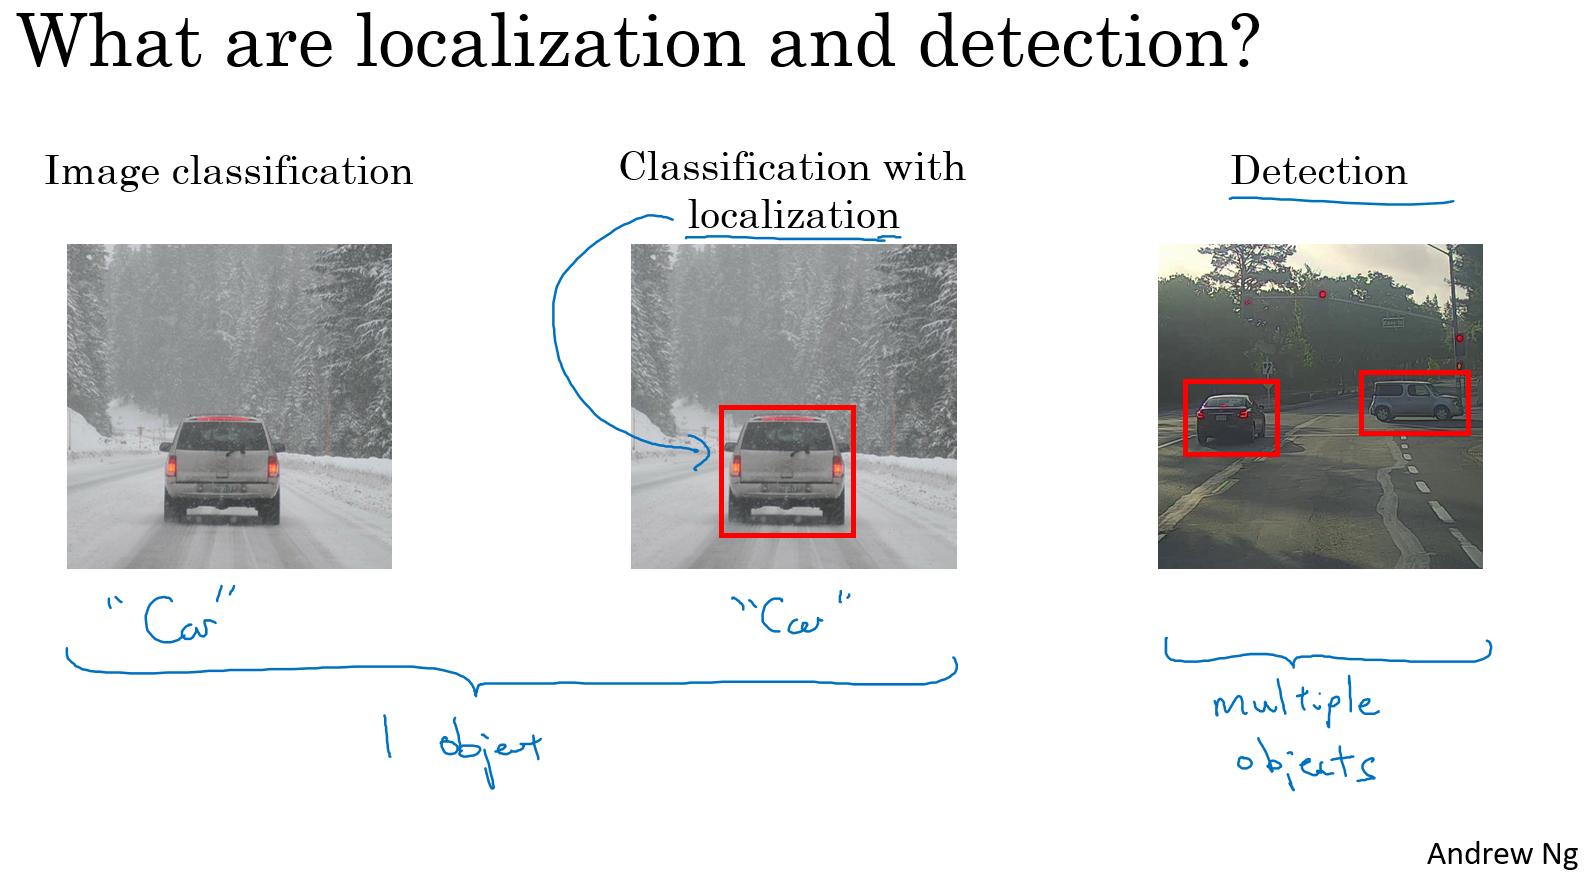 What are localization and detection?
Image classification
Classification with
localization
Detection
"Car"
"Car"
1 object
multiple
objects
Andrew Ng